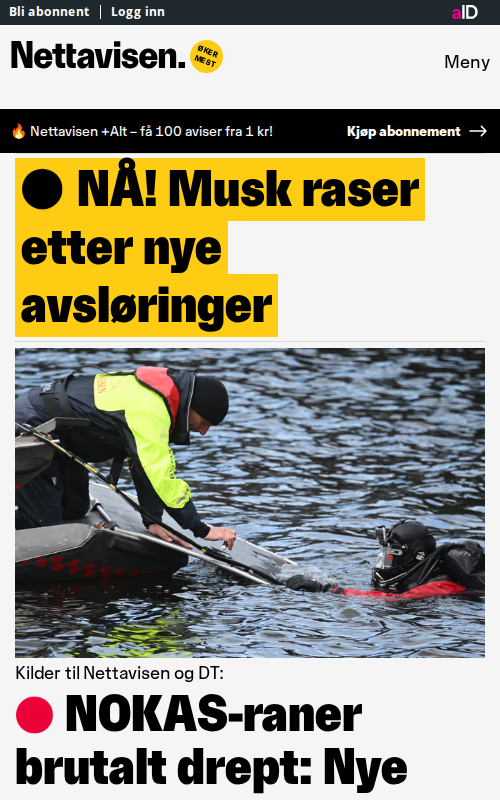 Bli abonnent
Logg inn
aID
Nettavisen.
ØKER
MEST
Meny
🔥 Nettavisen +Alt – få 100 aviser fra 1 kr!
Kjøp abonnement →
NÅ! Musk raser
etter nye
avsløringer
Kilder til Nettavisen og DT:
NOKAS-raner
brutalt drept: Nye